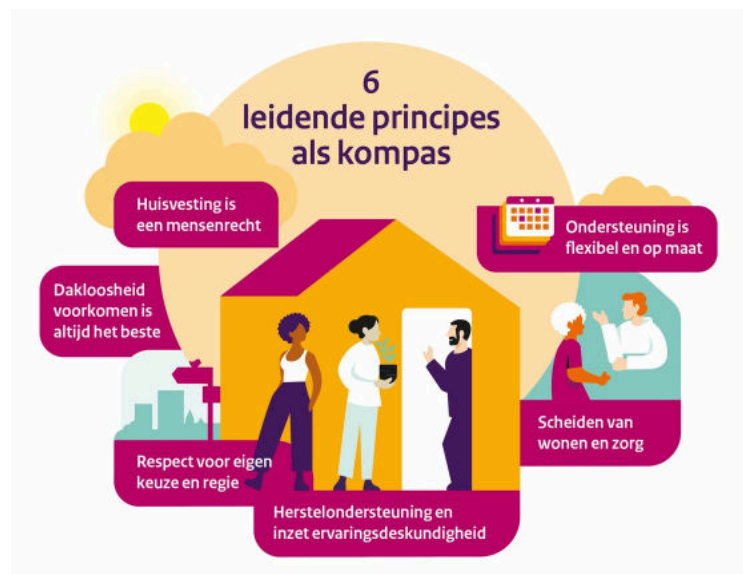 6
leidende principes
als kompas
Huisvesting is
een mensenrecht
Ondersteuning is
flexibel en op maat
Dakloosheid
voorkomen is
altijd het beste
Scheiden van
wonen en zorg
Respect voor eigen
keuze en regie
Herstelondersteuning en
inzet ervaringsdeskundigheid